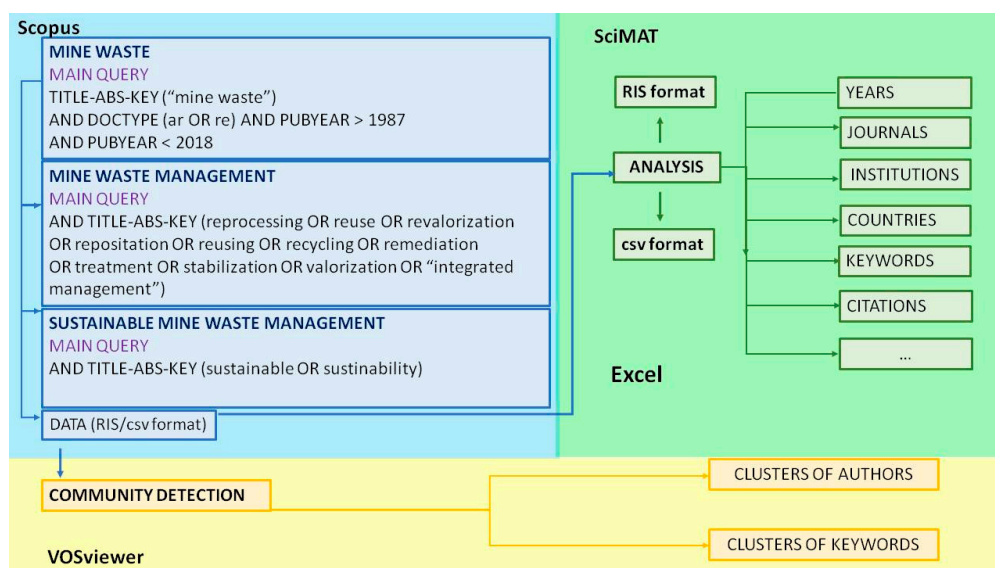 Scopus
MINE WASTE
MAIN QUERY
TITLE-ABS-KEY (“mine waste”)
AND DOCTYPE (ar OR re) AND PUBYEAR > 1987
AND PUBYEAR < 2018
MINE WASTE MANAGEMENT
MAIN QUERY
AND TITLE-ABS-KEY (reprocessing OR reuse OR revalorization
OR repositation OR reusing OR recycling OR remediation
OR treatment OR stabilization OR valorization OR “integrated
management”)
SUSTAINABLE MINE WASTE MANAGEMENT
MAIN QUERY
AND TITLE-ABS-KEY (sustainable OR sustinability)
DATA (RIS/csv format)
SciMAT
RIS format
ANALYSIS
csv format
YEARS
JOURNALS
INSTITUTIONS
COUNTRIES
KEYWORDS
CITATIONS
...
Excel
COMMUNITY DETECTION
CLUSTERS OF AUTHORS
CLUSTERS OF KEYWORDS
VOSviewer